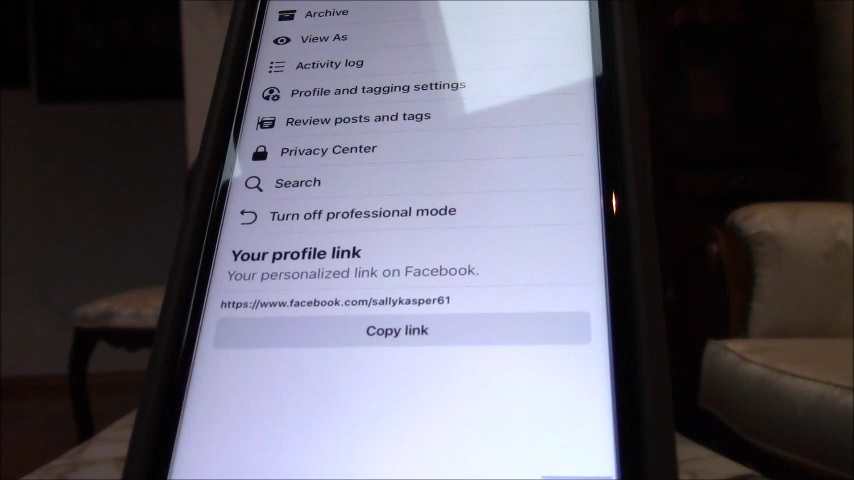 Archive
View As
Activity log
Profile and tagging settings
Review posts and tags
Privacy Center
Search
Turn off professional mode
Your profile link
Your personalized link on Facebook.
https://www.facebook.com/sallykasper61
Copy link